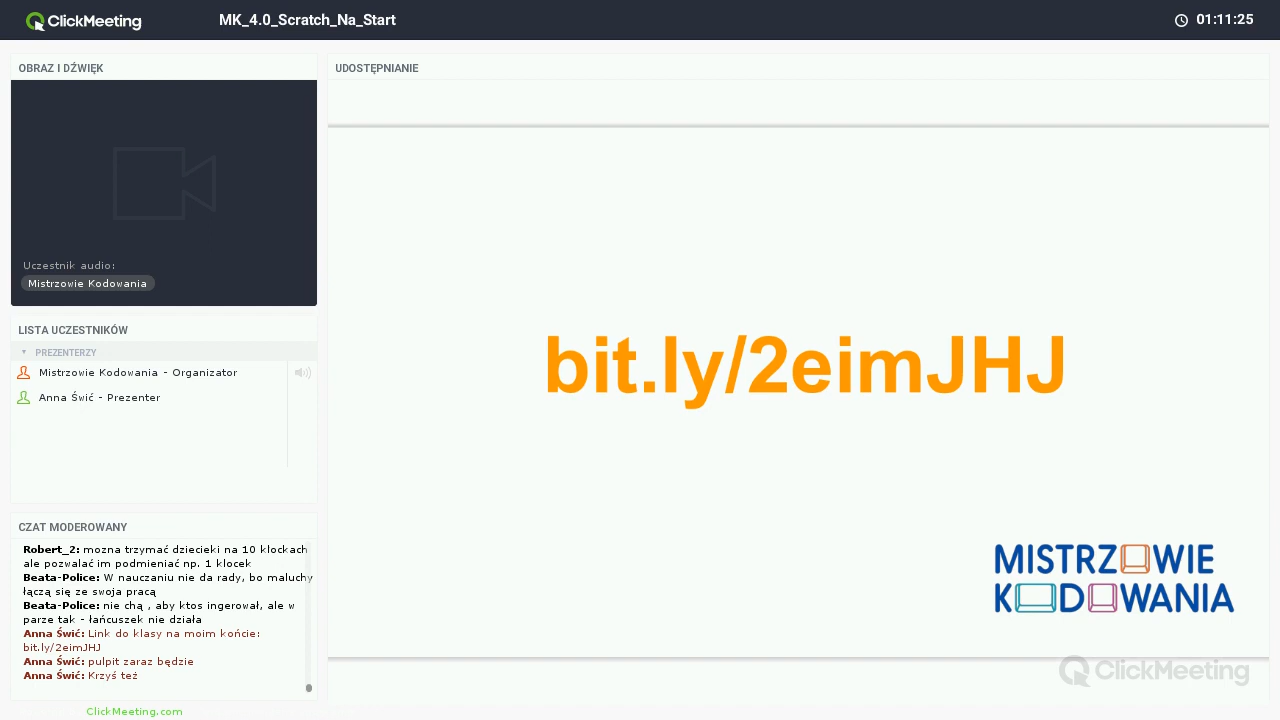 ClickMeeting
MK_4.0_Scratch_Na_Start
01:11:25
OBRAZ I DŹWIĘK
Uczestnik audio:
Mistrzowie Kodowania
LISTA UCZESTNIKÓW
PREZENTERZY
Mistrzowie Kodowania - Organizator
Anna Świć - Prezenter
CZAT MODEROWANY
Robert_2: mozna trzymać dziecieki na 10 klockach
ale pozwalać im podmieniać np. 1 klocek
Beata-Police: W nauczaniu nie da rady, bo maluchy
łączą się ze swoja pracą
Beata-Police: nie chą , aby ktos ingerował, ale w
parze tak - łańcuszek nie działa
Anna Świć: Link do klasy na moim końcie:
bit.ly/2eimJHJ
Anna Świć: pulpit zaraz będzie
Anna Świć: Krzyś też
ClickMeeting.com
UDOSTĘPNIANIE
bit.ly/2eimJHJ
MISTRZOWIE
KODOWANIA
ClickMeeting